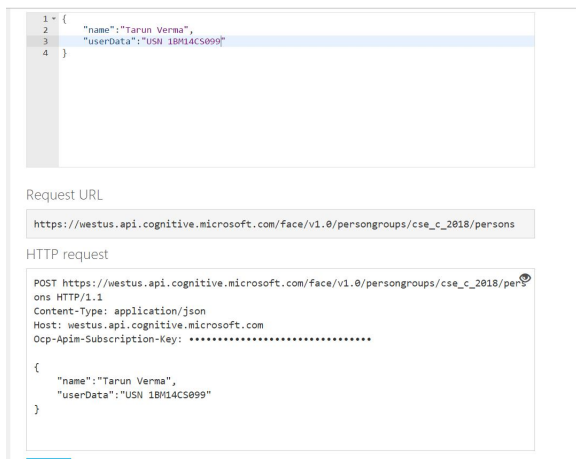 1 {
2 "name":"Tarun Verma",
3 "userData":"USN 1BM14CS099"
4 }
Request URL
https://westus.api.cognitive.microsoft.com/face/v1.0/persongroups/cse_c_2018/persons
HTTP request
POST https://westus.api.cognitive.microsoft.com/face/v1.0/persongroups/cse_c_2018/pers
ons HTTP/1.1
Content-Type: application/json
Host: westus.api.cognitive.microsoft.com
Ocp-Apim-Subscription-Key: ••••••••••••••••••••••••••••••••
{
"name":"Tarun Verma",
"userData":"USN 1BM14CS099"
}